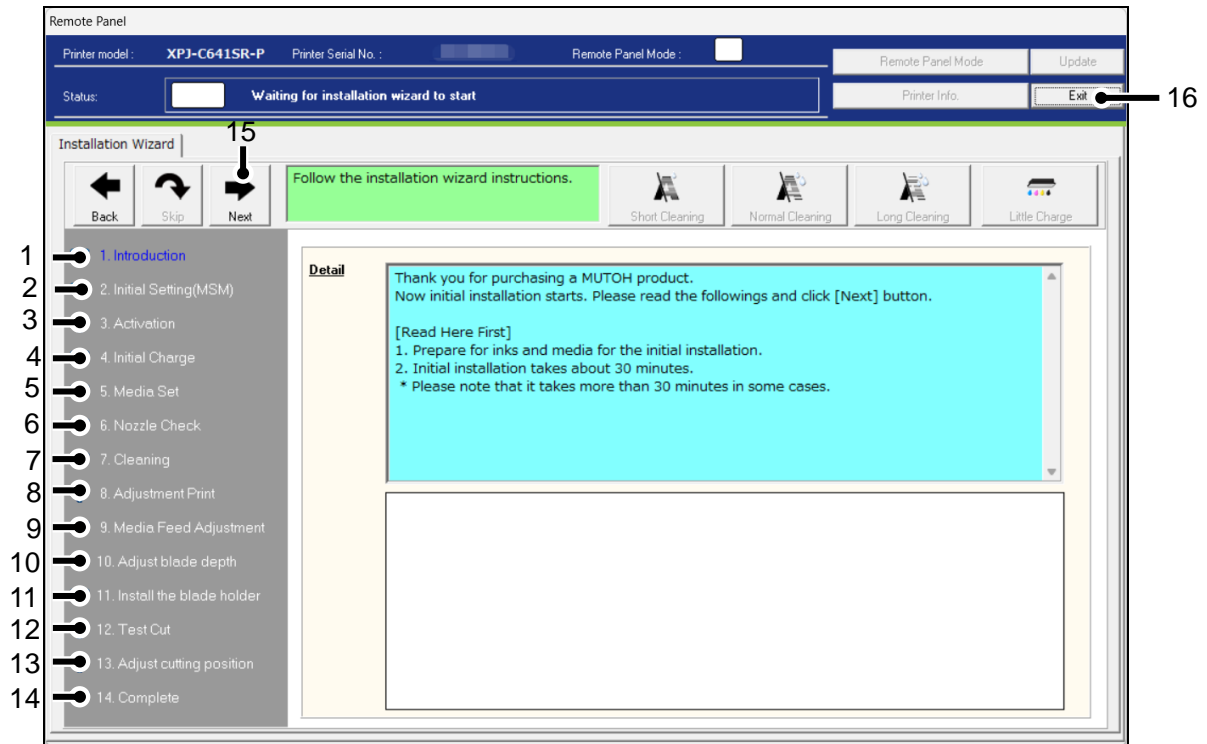 Remote Panel
Printer model : XPJ-C641SR-P Printer Serial No. : Remote Panel Mode :
Remote Panel Mode Update
Status: Waiting for installation wizard to start
Printer Info. Exit 16
Installation Wizard
15
Back Skip Next
Follow the installation wizard instructions.
Short Cleaning Normal Cleaning Long Cleaning Little Charge
1 1. Introduction
2 2. Initial Setting(MSM)
3 3. Activation
4 4. Initial Charge
5 5. Media Set
6 6. Nozzle Check
7 7. Cleaning
8 8. Adjustment Print
9 9. Media Feed Adjustment
10 10. Adjust blade depth
11 11. Install the blade holder
12 12. Test Cut
13 13. Adjust cutting position
14 14. Complete
Detail
Thank you for purchasing a MUTOH product.
Now initial installation starts. Please read the followings and click [Next] button.
[Read Here First]
1. Prepare for inks and media for the initial installation.
2. Initial installation takes about 30 minutes.
* Please note that it takes more than 30 minutes in some cases.